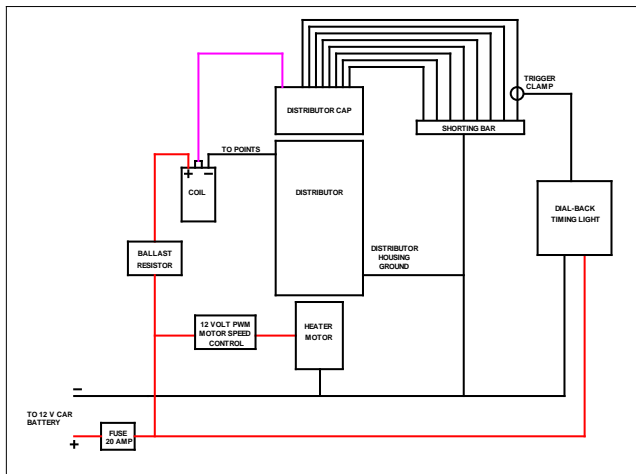 TRIGGER
CLAMP
DISTRIBUTOR CAP
SHORTING BAR
TO POINTS
+ −
COIL
DISTRIBUTOR
DIAL-BACK
TIMING LIGHT
BALLAST
RESISTOR
DISTRIBUTOR
HOUSING
GROUND
12 VOLT PWM
MOTOR SPEED
CONTROL
HEATER
MOTOR
−
TO 12 V CAR
BATTERY
+
FUSE
20 AMP